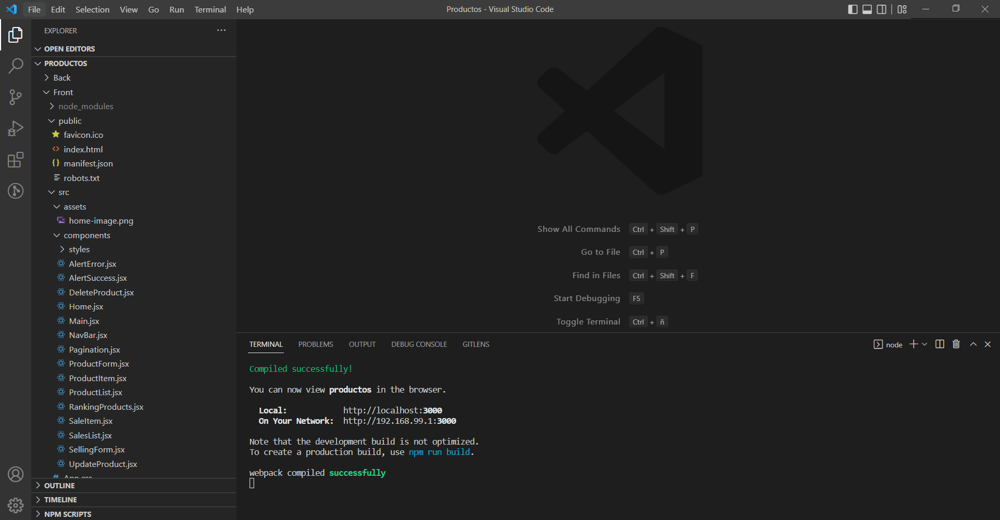 File Edit Selection View Go Run Terminal Help
Productos - Visual Studio Code
EXPLORER
OPEN EDITORS
PRODUCTOS
Back
Front
node_modules
public
favicon.ico
index.html
manifest.json
robots.txt
src
assets
home-image.png
components
styles
AlertError.jsx
AlertSuccess.jsx
DeleteProduct.jsx
Home.jsx
Main.jsx
NavBar.jsx
Pagination.jsx
ProductForm.jsx
ProductItem.jsx
ProductList.jsx
RankingProducts.jsx
SaleItem.jsx
SalesList.jsx
SellingForm.jsx
UpdateProduct.jsx
App.css
OUTLINE
TIMELINE
NPM SCRIPTS
Show All Commands Ctrl + Shift + P
Go to File Ctrl + P
Find in Files Ctrl + Shift + F
Start Debugging F5
Toggle Terminal Ctrl + ñ
TERMINAL PROBLEMS OUTPUT DEBUG CONSOLE GITLENS
node
Compiled successfully!
You can now view productos in the browser.
Local: http://localhost:3000
On Your Network: http://192.168.99.1:3000
Note that the development build is not optimized.
To create a production build, use npm run build.
webpack compiled successfully